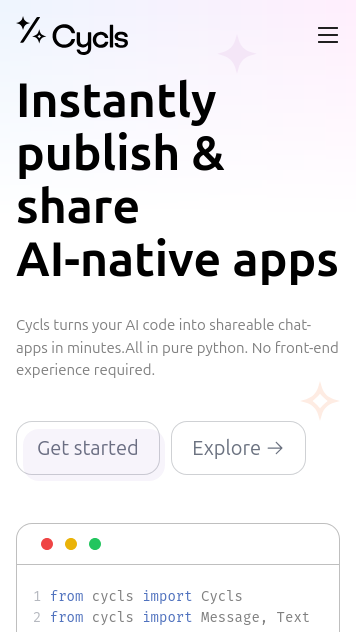 Cycls
Instantly
publish &
share
AI-native apps
Cycls turns your AI code into shareable chat-
apps in minutes.All in pure python. No front-end
experience required.
Get started
Explore →
1 from cycls import Cycls
2 from cycls import Message, Text